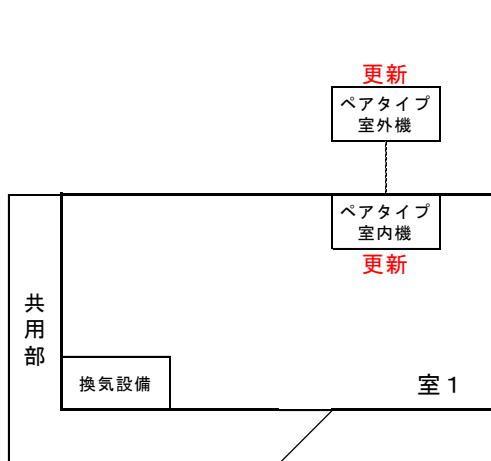 更新
ペアタイプ
室外機
ペアタイプ
室内機
更新
共用部
換気設備
室１